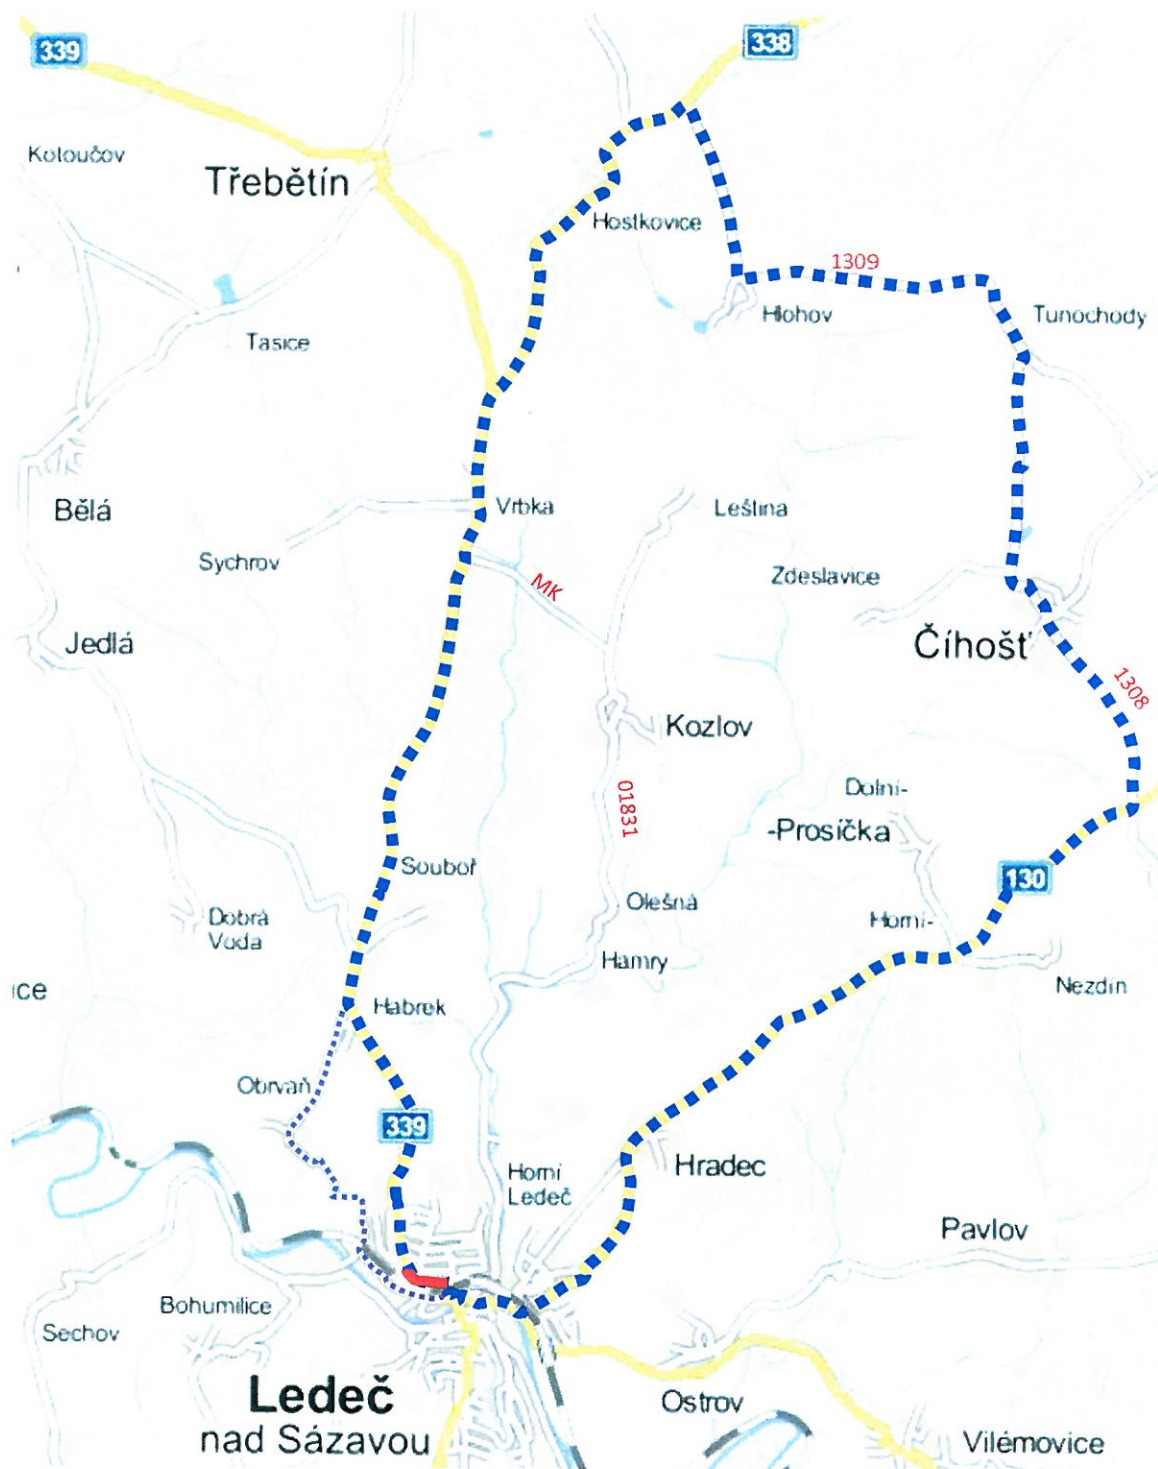 339
338
Koloučov
Třebětín
Hostkovice
1309
Hlohov
Tunochody
Tasice
Bělá
Vrbka
Leština
Sychrov
MK
Zdeslavice
Jedlá
Číhošť
1308
Kozlov
01831
Dolní-
-Prosíčka
Souboř
130
Olešná
Dobrá
Voda
Horní-
Hamry
Nezdín
ice
Habrek
Obrvaň
339
Horní
Ledeč
Hradec
Pavlov
Bohumilice
Sechov
Ledeč
nad Sázavou
Ostrov
Vilémovice